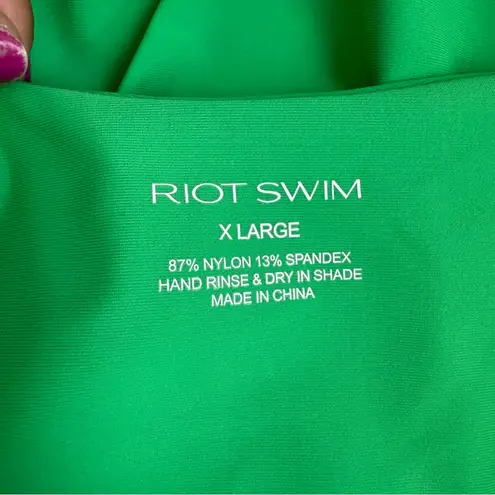 RIOT SWIM
X LARGE
87% NYLON 13% SPANDEX
HAND RINSE & DRY IN SHADE
MADE IN CHINA